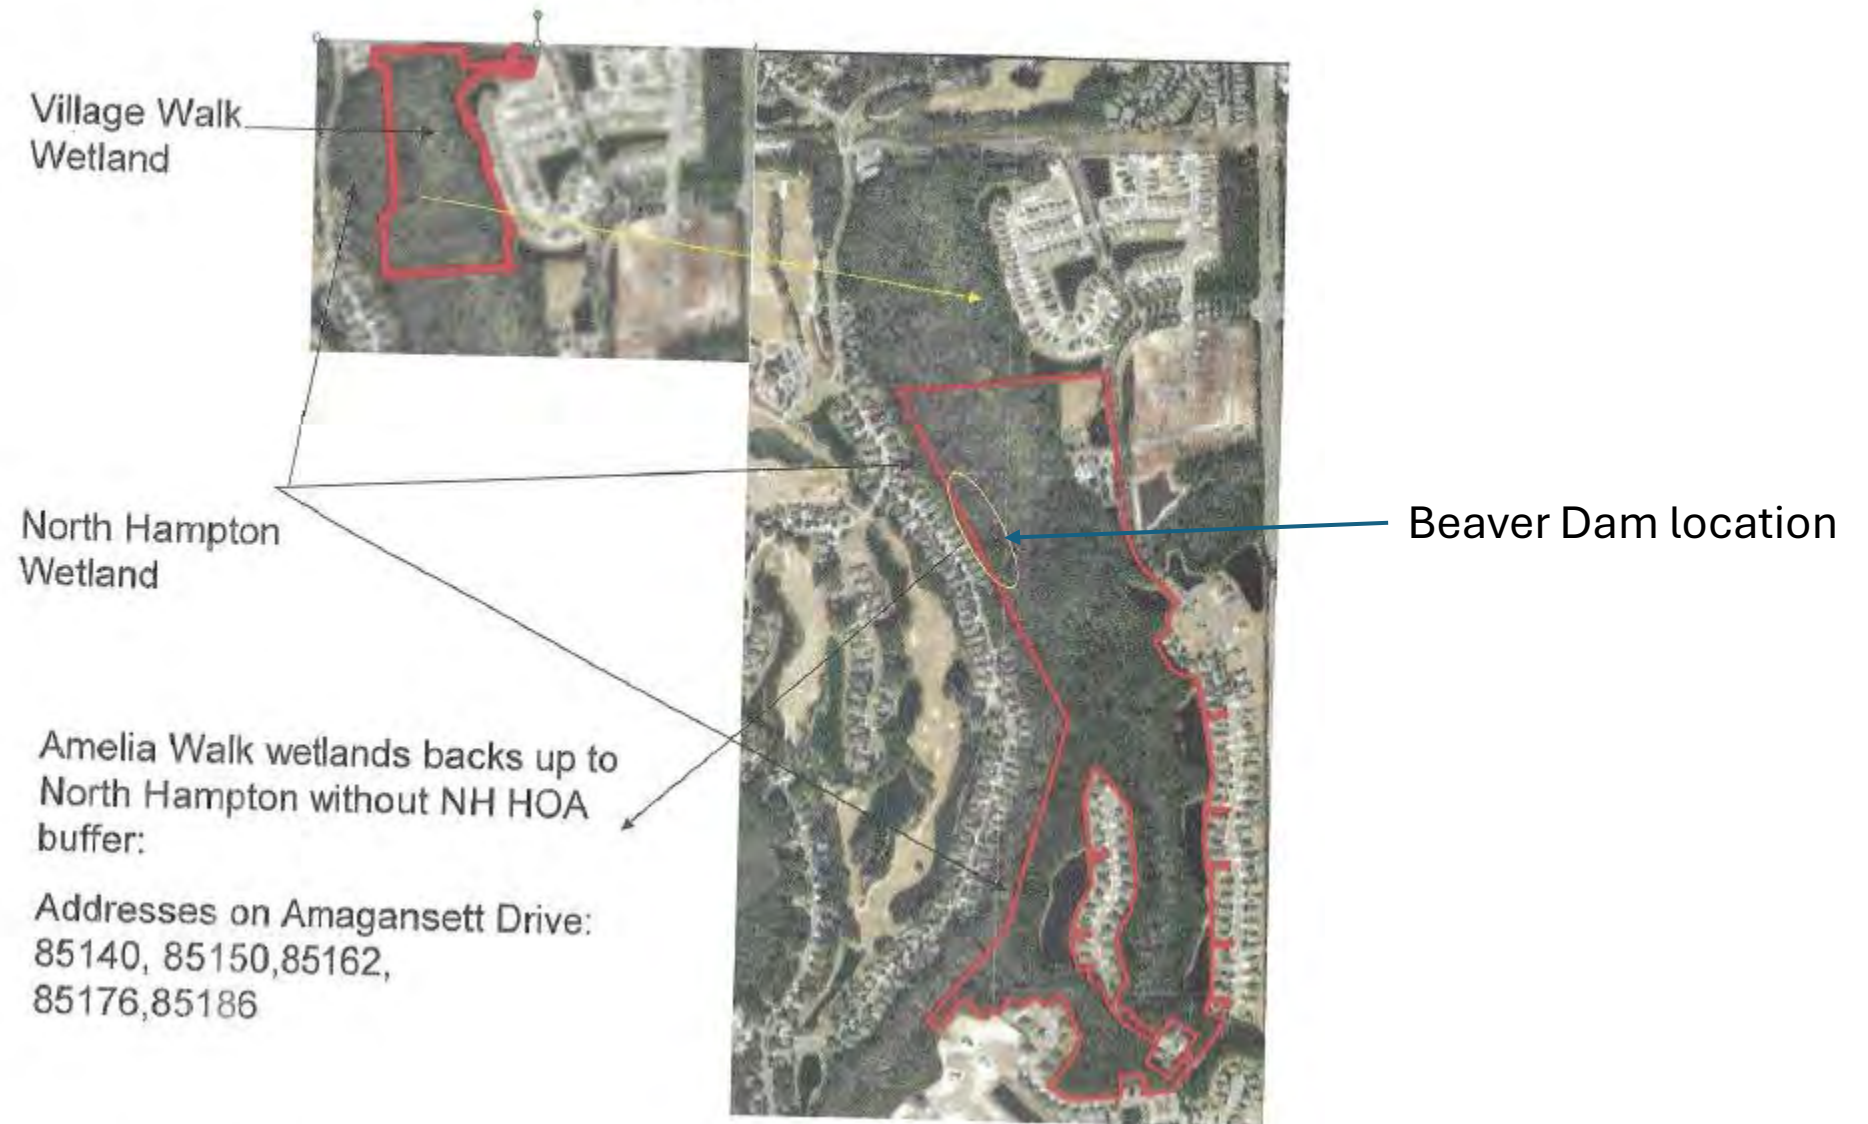 Village Walk
Wetland
North Hampton
Wetland
Beaver Dam location
Amelia Walk wetlands backs up to
North Hampton without NH HOA
buffer:
Addresses on Amagansett Drive:
85140, 85150,85162,
85176,85186